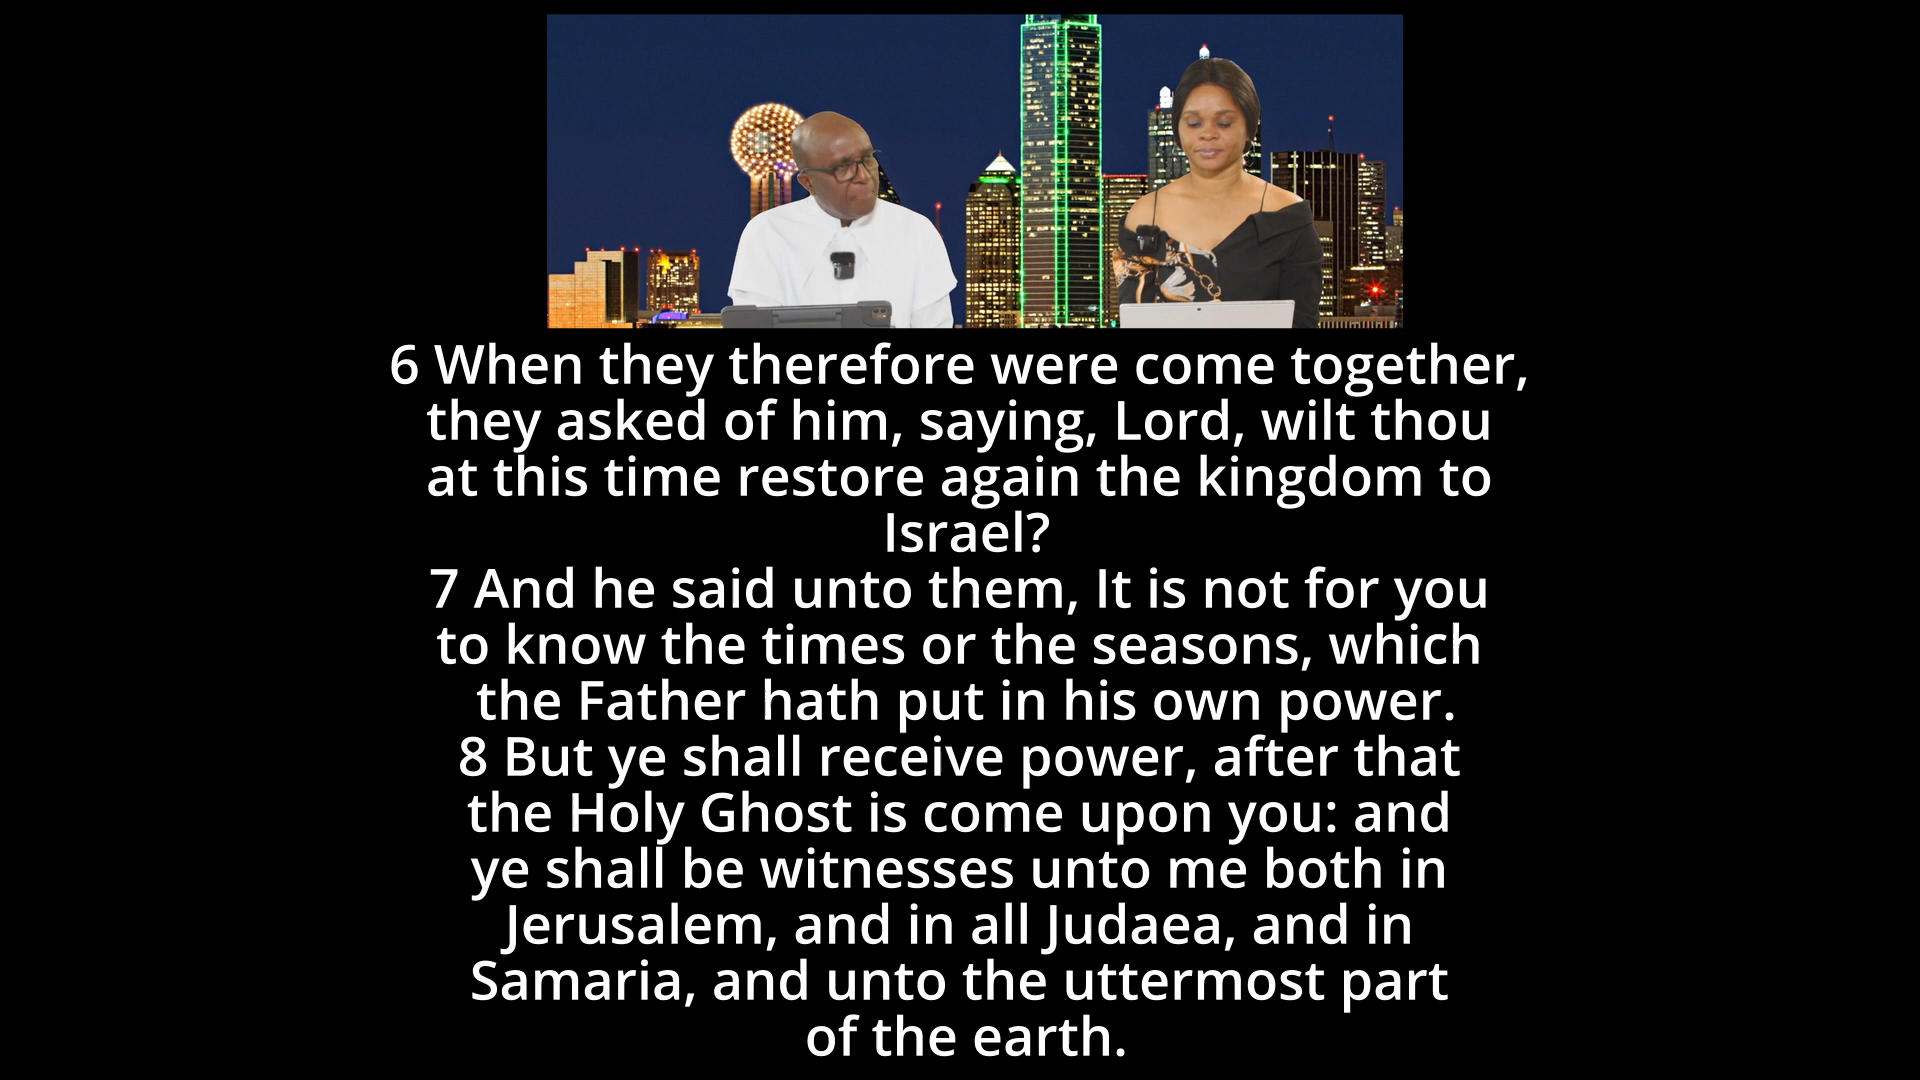 6 When they therefore were come together,
they asked of him, saying, Lord, wilt thou
at this time restore again the kingdom to
Israel?
7 And he said unto them, It is not for you
to know the times or the seasons, which
the Father hath put in his own power.
8 But ye shall receive power, after that
the Holy Ghost is come upon you: and
ye shall be witnesses unto me both in
Jerusalem, and in all Judaea, and in
Samaria, and unto the uttermost part
of the earth.